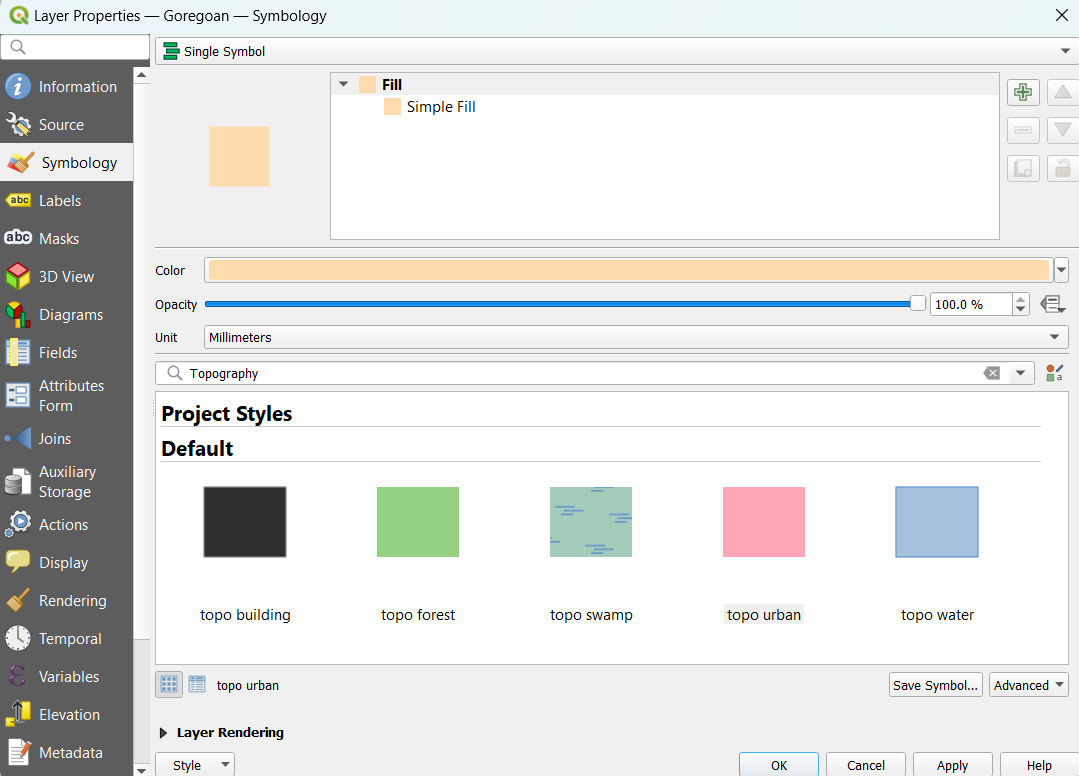 Layer Properties — Goregoan — Symbology
Single Symbol
Information
Source
Symbology
abc Labels
abc Masks
3D View
Diagrams
Fields
Attributes
Form
Joins
Auxiliary
Storage
Actions
Display
Rendering
Temporal
Variables
Elevation
Metadata
Fill
Simple Fill
Color
Opacity
100.0 %
Unit
Millimeters
Topography
a
Project Styles
Default
topo building
topo forest
topo swamp
topo urban
topo water
topo urban
Save Symbol...
Advanced
Layer Rendering
Style
OK
Cancel
Apply
Help